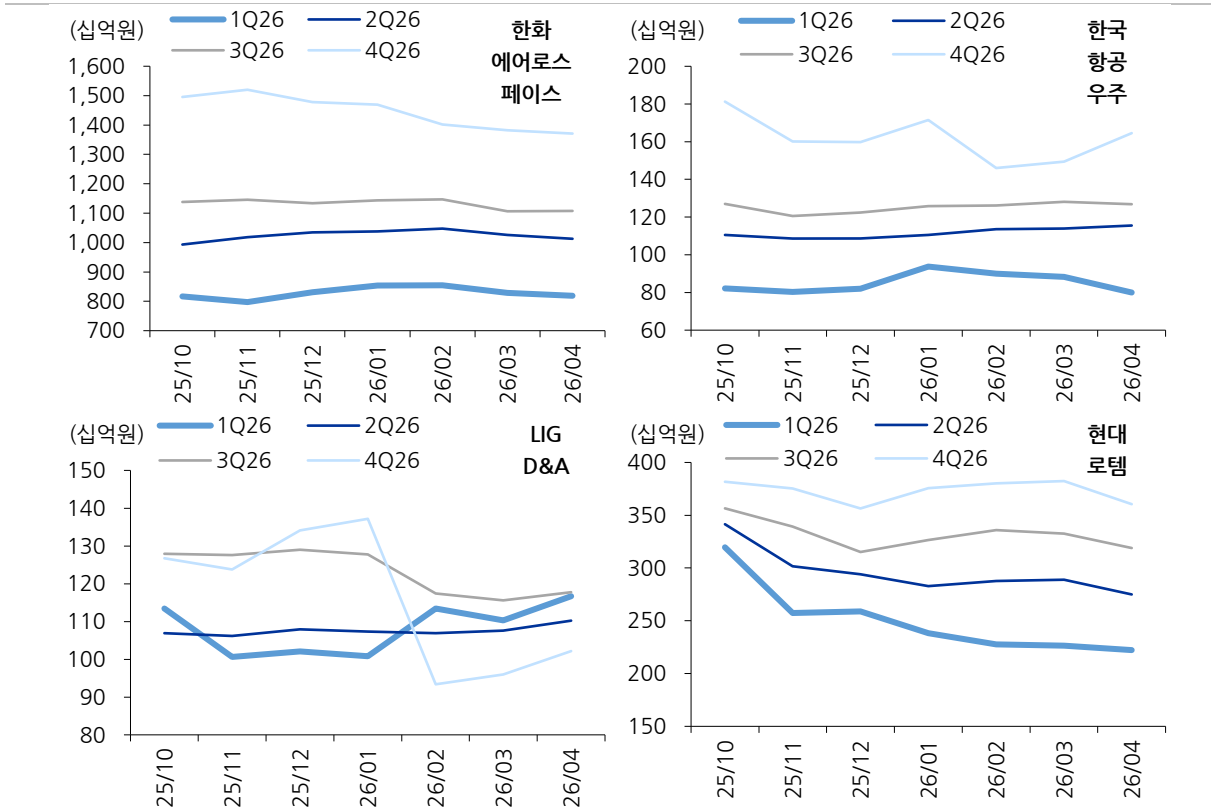 (십억원)
1Q26
2Q26
3Q26
4Q26
한화
에어로스
페이스
1,600
1,500
1,400
1,300
1,200
1,100
1,000
900
800
700
25/10
25/11
25/12
26/01
26/02
26/03
26/04
(십억원)
1Q26
2Q26
3Q26
4Q26
한국
항공
우주
200
180
160
140
120
100
80
60
25/10
25/11
25/12
26/01
26/02
26/03
26/04
(십억원)
1Q26
2Q26
3Q26
4Q26
LIG
D&A
150
140
130
120
110
100
90
80
25/10
25/11
25/12
26/01
26/02
26/03
26/04
(십억원)
1Q26
2Q26
3Q26
4Q26
현대
로템
400
350
300
250
200
150
25/10
25/11
25/12
26/01
26/02
26/03
26/04